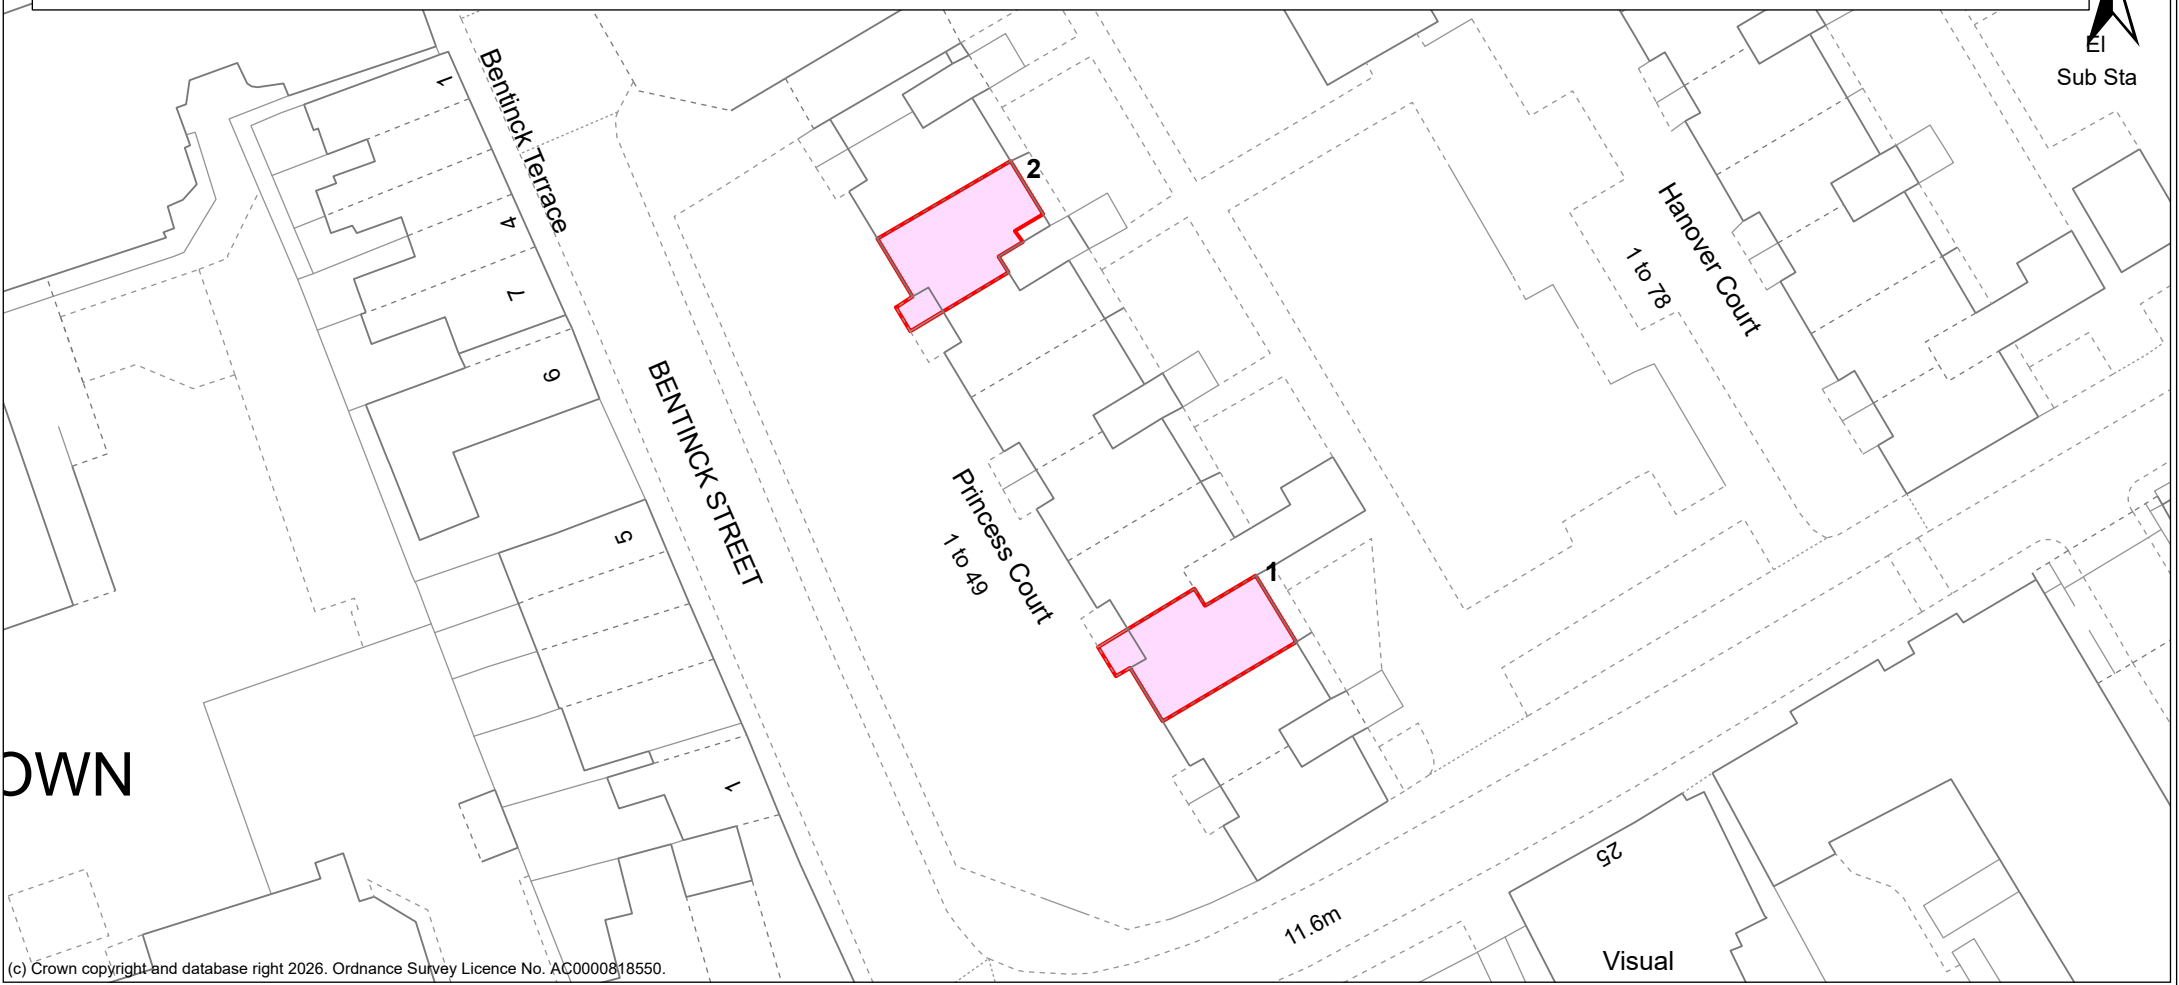 El
Sub Sta
1
Bentinck Terrace
2
4
Hanover Court
1 to 78
7
9
BENTINCK STREET
Princess Court
1 to 49
5
1
OWN
1
25
11.6m
Visual
(c) Crown copyright and database right 2026. Ordnance Survey Licence No. AC0000818550.